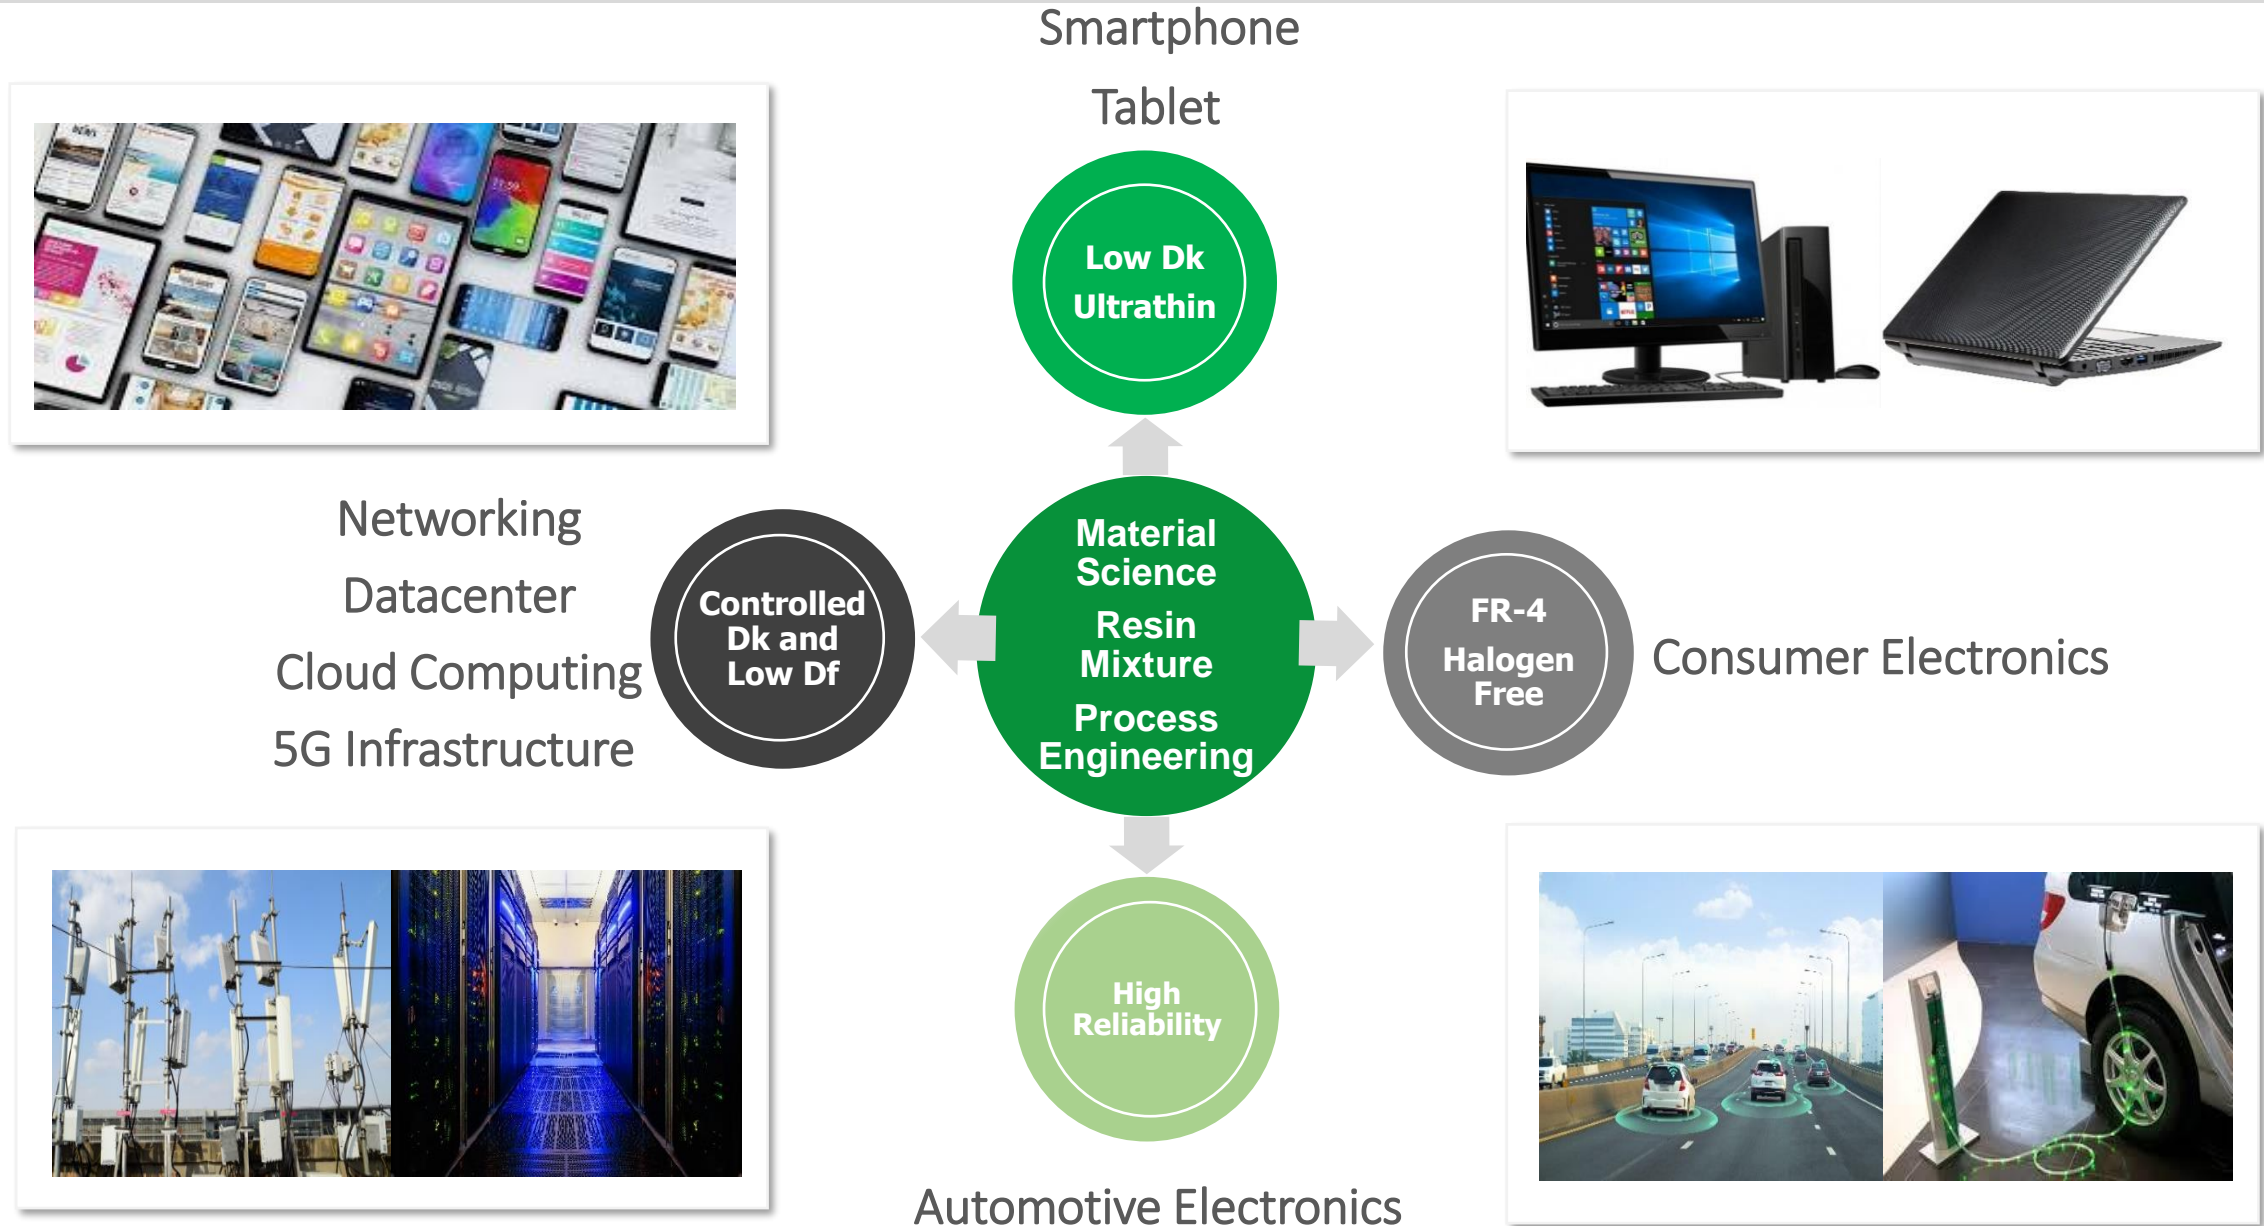 Smartphone
Tablet
Low Dk
Ultrathin
Networking
Datacenter
Cloud Computing
5G Infrastructure
Controlled
Dk and
Low Df
Material
Science
Resin
Mixture
Process
Engineering
FR-4
Halogen
Free
Consumer Electronics
High
Reliability
Automotive Electronics